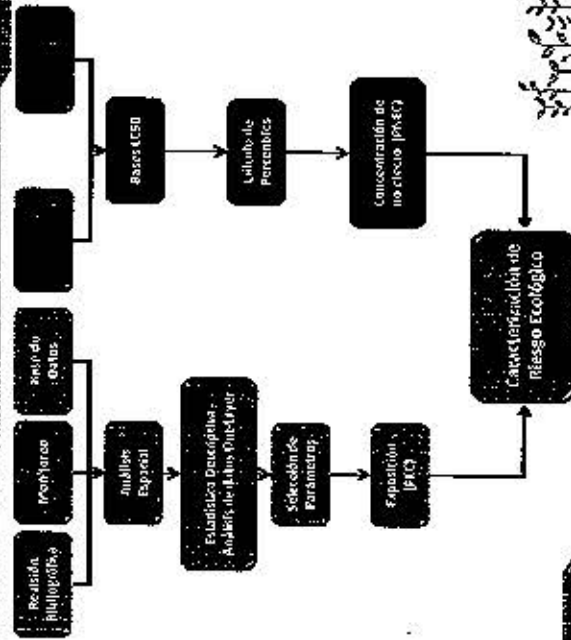 Revisión
Bibliográfica
Monitoreo
Base de
Datos
Análisis
Espacial
Estadística Descriptiva -
Análisis de datos Out-Layer
Selección de
Parámetros
Exposición
(PEC)
Bases LC50
Cálculo de
Percentiles
Concentración de
no efecto (PNEC)
Caracterización de
Riesgo Ecológico